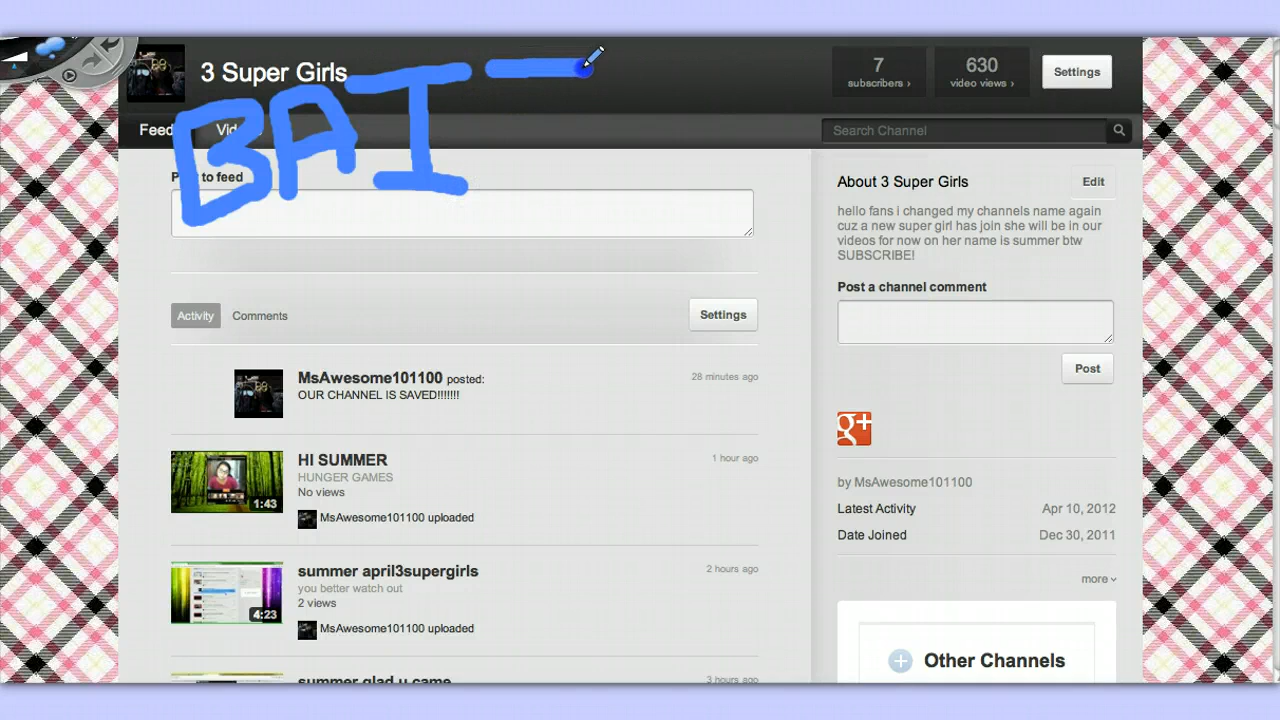 3 Super Girls
7
subscribers ›
630
video views ›
Settings
BAI
Feed
Search Channel
to feed
About 3 Super Girls
Edit
hello fans i changed my channels name again
cuz a new super girl has join she will be in our
videos for now on her name is summer btw
SUBSCRIBE!
Post a channel comment
Post
Activity
Comments
Settings
MsAwesome101100 posted:
28 minutes ago
OUR CHANNEL IS SAVED!!!!!!!
g+
HI SUMMER
1 hour ago
HUNGER GAMES
No views
1:43
MsAwesome101100 uploaded
by MsAwesome101100
Latest Activity
Apr 10, 2012
Date Joined
Dec 30, 2011
more
summer april3supergirls
2 hours ago
you better watch out
2 views
4:23
MsAwesome101100 uploaded
Other Channels
summer glad u came
3 hours ago